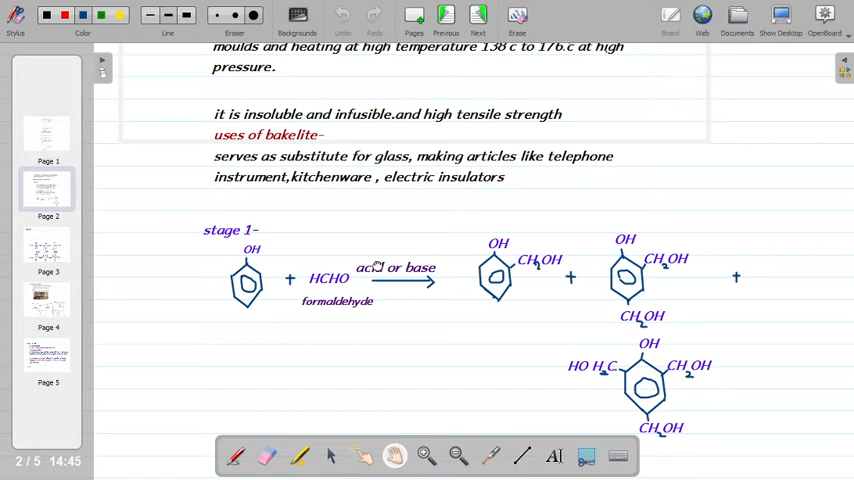 Stylus
Color
Line
Eraser
Backgrounds
Undo
Redo
Pages
Previous
Next
Erase
Board
Web
Documents
Show Desktop
OpenBoard
moulds and heating at high temperature 138 c to 176.c at high
pressure.
it is insoluble and infusible.and high tensile strength
uses of bakelite-
serves as substitute for glass, making articles like telephone
instrument,kitchenware , electric insulators
stage 1-
OH
+ HCHO
formaldehyde
acid or base
OH
CH2OH
+
OH
CH2OH
CH2OH
+
OH
HO H2C
CH2OH
CH2OH
Page 1
Page 2
Page 3
Page 4
Page 5
2 / 5 14:45
AI